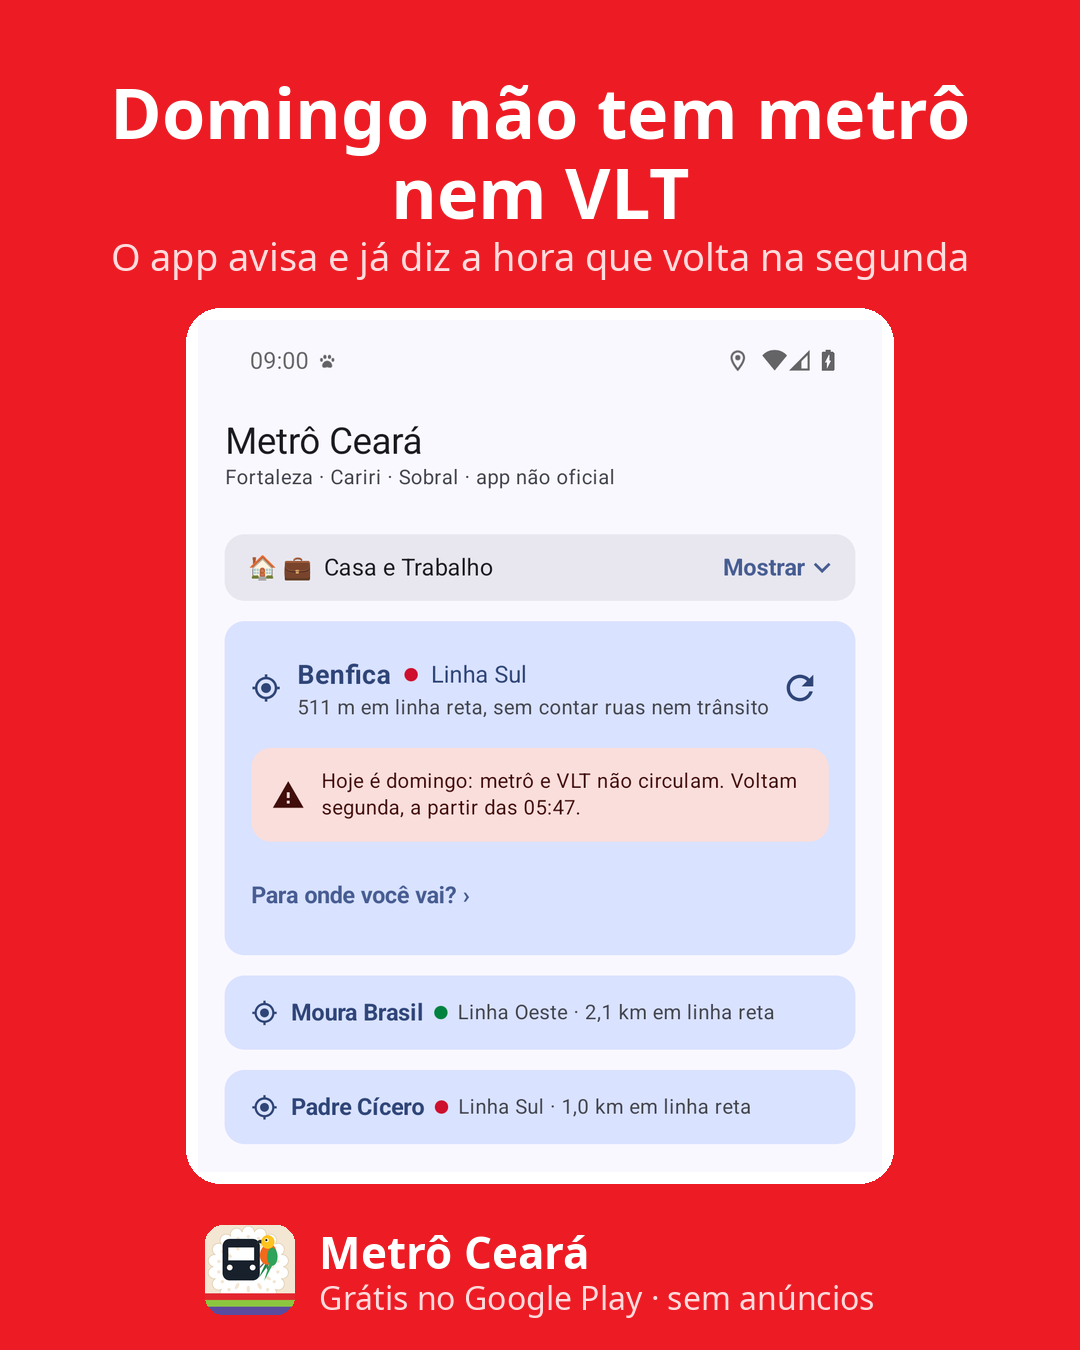 Domingo não tem metrô
nem VLT
O app avisa e já diz a hora que volta na segunda
09:00
Metrô Ceará
Fortaleza · Cariri · Sobral · app não oficial
Casa e Trabalho
Mostrar
Benfica
Linha Sul
511 m em linha reta, sem contar ruas nem trânsito
Hoje é domingo: metrô e VLT não circulam. Voltam
segunda, a partir das 05:47.
Para onde você vai? ›
Moura Brasil
Linha Oeste · 2,1 km em linha reta
Padre Cícero
Linha Sul · 1,0 km em linha reta
Metrô Ceará
Grátis no Google Play · sem anúncios